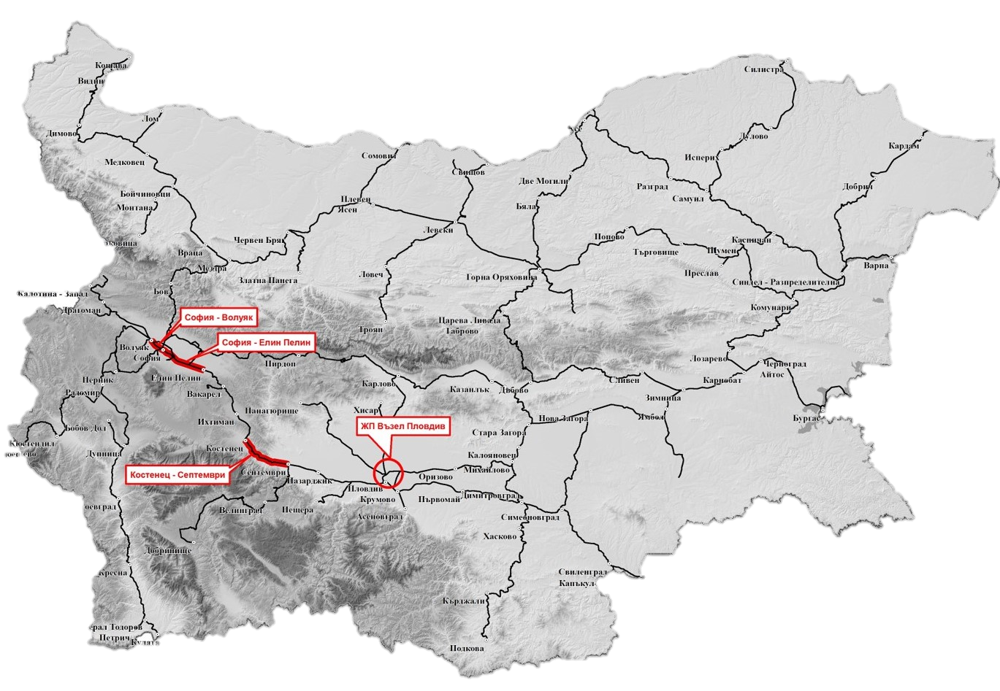 Кошава
Силистра
Видин
Лом
Димово
Дулово
Кардам
Сомовит
Исперих
Медковец
Свищов
Две Могили
Разград
Добрич
Бойчиновци
Самуил
Плевен
Бяла
Монтана
Ясен
Левски
Попово
Каспичан
Червен Бряг
Търговище
Шумен
Враца
Мездра
Варна
Преслав
Ловеч
Горна Оряховица
Златна Панега
Синдел - Разпределителна
Бов
Калотина - Запад
Комунари
Драгоман
София - Волуяк
Царева Ливада
Габрово
Троян
София - Елин Пелин
Волуяк
София
Лозарево
Пирдоп
Черноград
Айтос
Елин Пелин
Перник
Карлово
Сливен
Карнобат
Казанлък
Дъбово
Радомир
Вакарел
Зимница
Панагюрище
Хисар
Нова Загора
Ямбол
Бургас
Ихтиман
ЖП Възел Пловдив
Бобов Дол
Стара Загора
Кюстендил
Костенец
Дупница
Калояновец
Септември
Михайлово
Костенец - Септември
Пазарджик
Оризово
Пловдив
Крумово
Първомай
Димитровград
Велинград
Пещера
Асеновград
Симеоновград
Хасково
Добринище
Кресна
Свиленград
Капъкул
Кърджали
Тодоров
Петрич
Кулата
Подкова